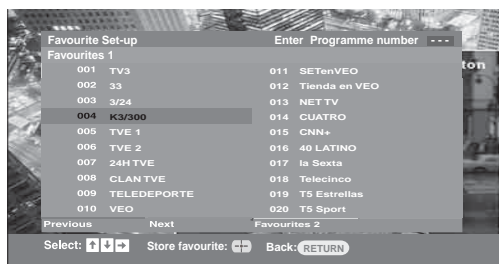 Favourite Set-up Enter Programme number - - -
Favourites 1
001 TV3
002 33
003 3/24
004 K3/300
005 TVE 1
006 TVE 2
007 24H TVE
008 CLAN TVE
009 TELEDEPORTE
010 VEO
011 SETenVEO
012 Tienda en VEO
013 NET TV
014 CUATRO
015 CNN+
016 40 LATINO
017 la Sexta
018 Telecinco
019 T5 Estrellas
020 T5 Sport
Previous Next Favourites 2
Select: ↑ ↓ → Store favourite: Back: RETURN